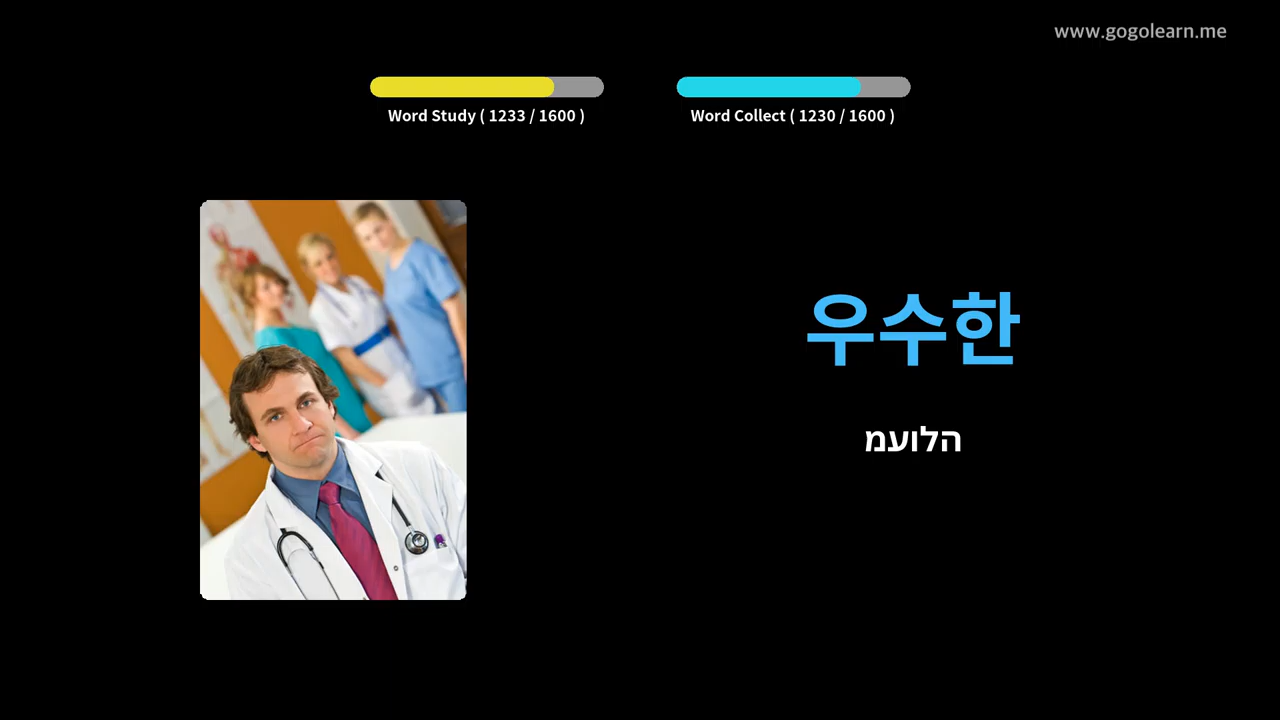 www.gogolearn.me
Word Study ( 1233 / 1600 )
Word Collect ( 1230 / 1600 )
우수한
הלועמ